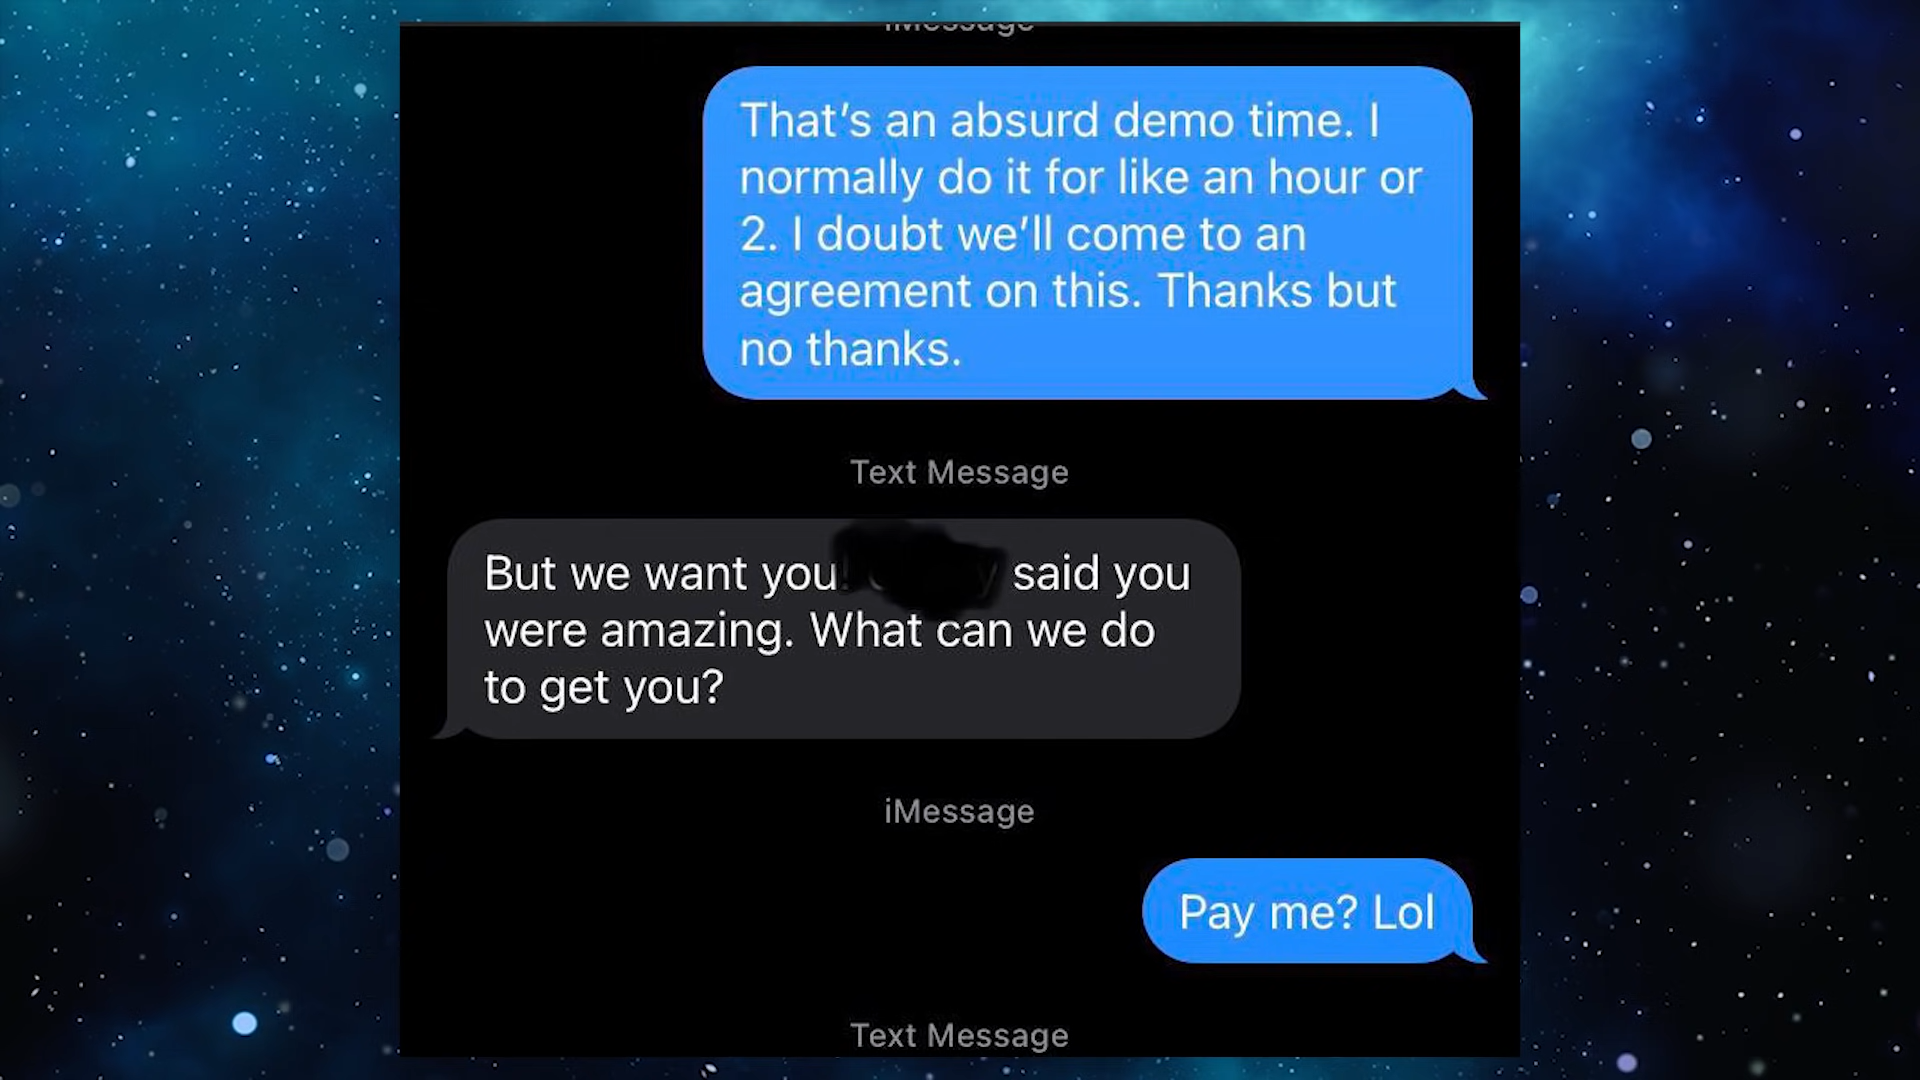 iMessage
That’s an absurd demo time. I
normally do it for like an hour or
2. I doubt we’ll come to an
agreement on this. Thanks but
no thanks.
Text Message
But we want you! said you
were amazing. What can we do
to get you?
iMessage
Pay me? Lol
Text Message